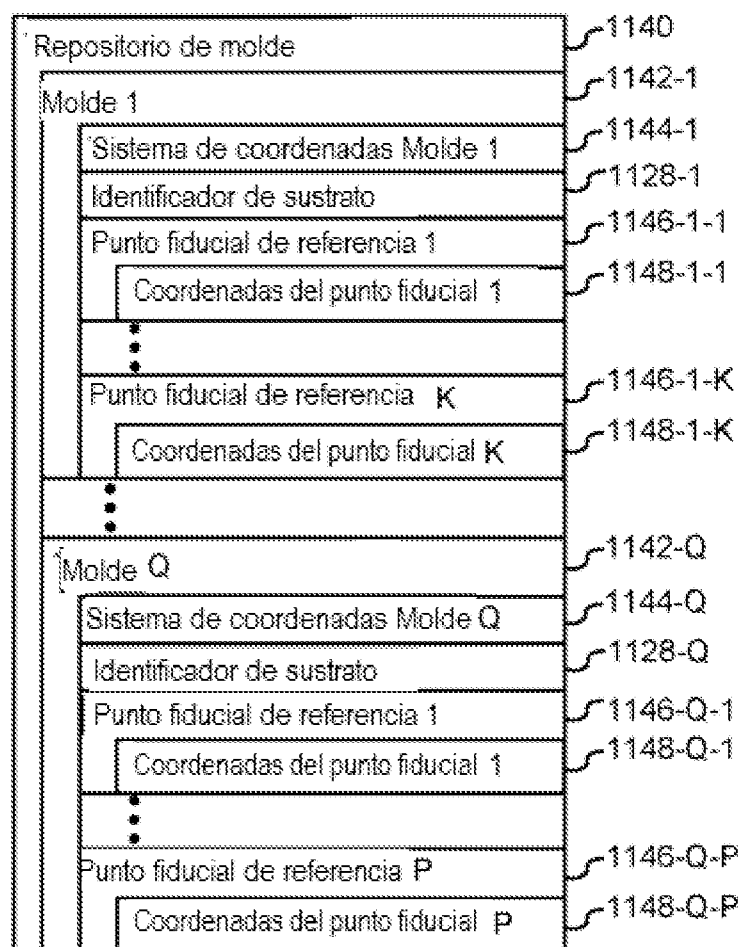 Repositorio de molde 1140
Molde 1 1142-1
Sistema de coordenadas Molde 1 1144-1
Identificador de sustrato 1128-1
Punto fiducial de referencia 1 1146-1-1
Coordenadas del punto fiducial 1 1148-1-1
Punto fiducial de referencia K 1146-1-K
Coordenadas del punto fiducial K 1148-1-K
Molde Q 1142-Q
Sistema de coordenadas Molde Q 1144-Q
Identificador de sustrato 1128-Q
Punto fiducial de referencia 1 1146-Q-1
Coordenadas del punto fiducial 1 1148-Q-1
Punto fiducial de referencia P 1146-Q-P
Coordenadas del punto fiducial P 1148-Q-P